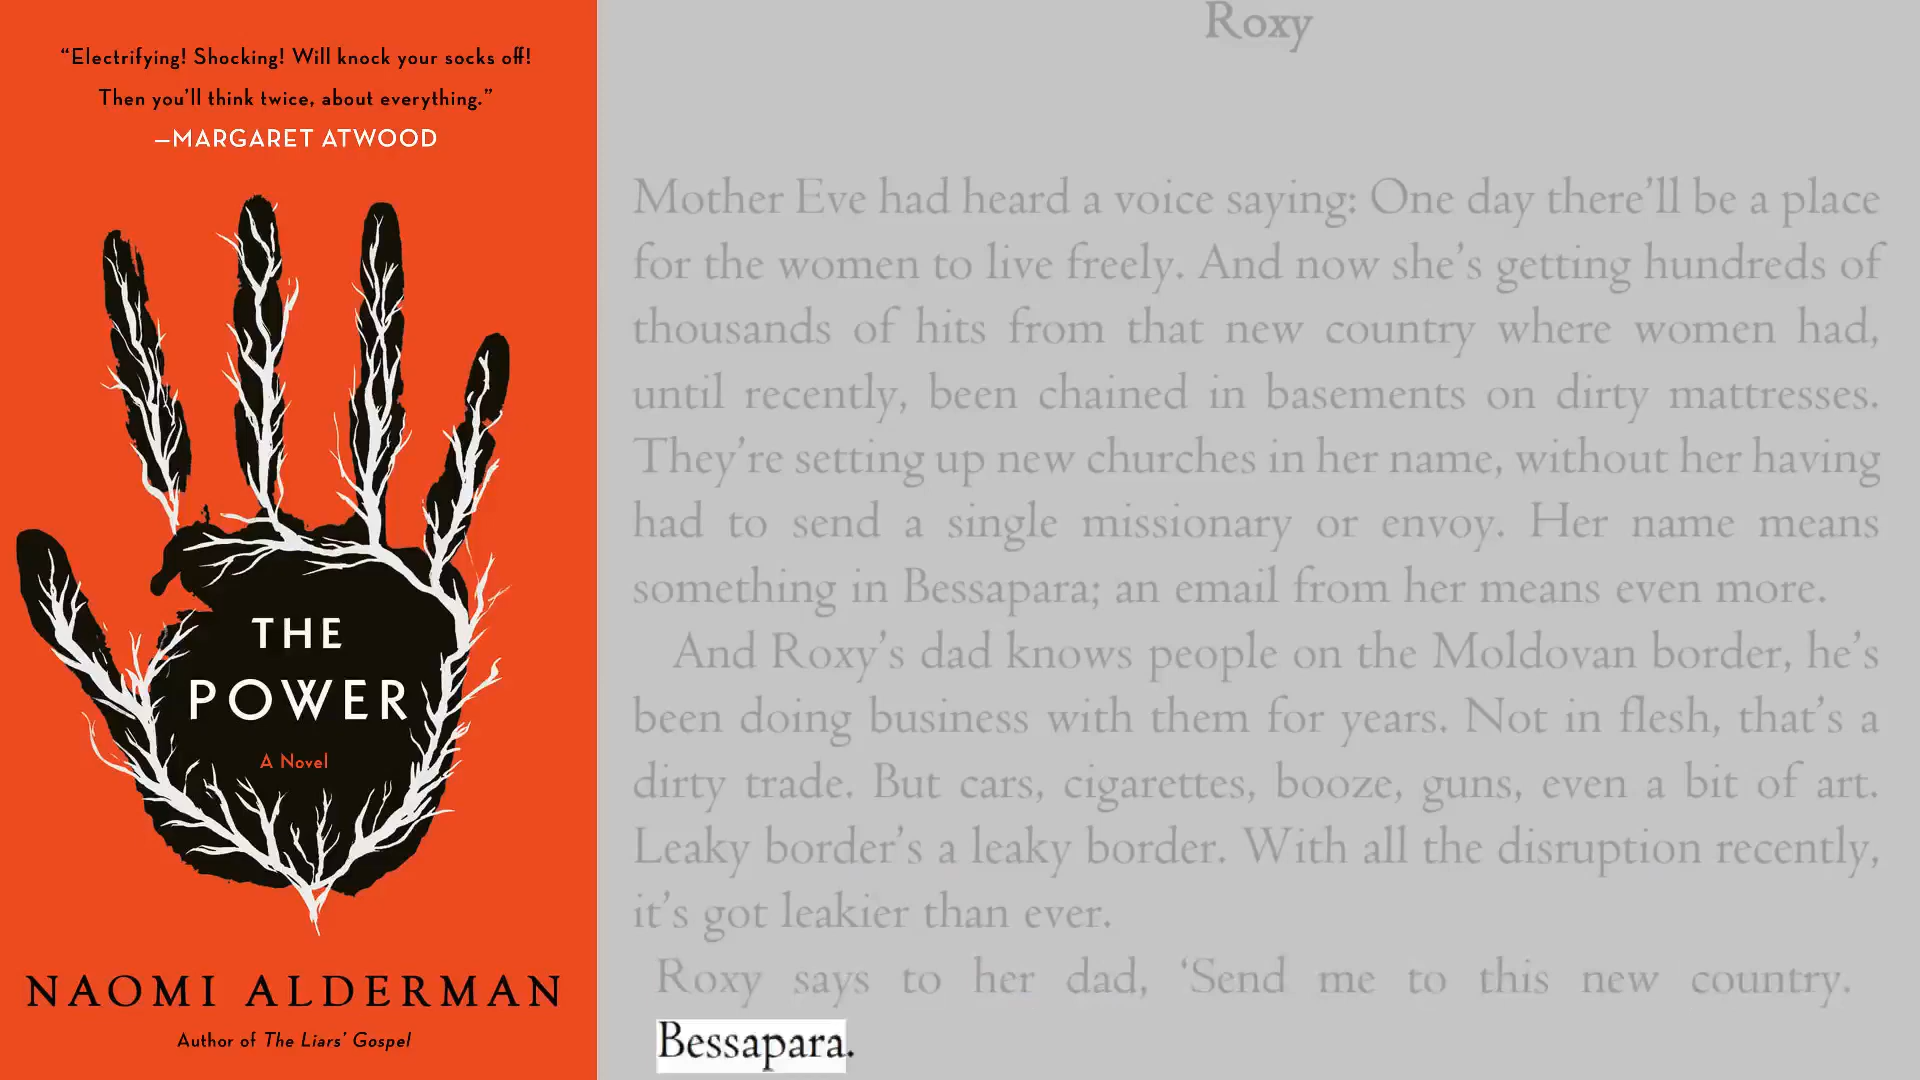 “Electrifying! Shocking! Will knock your socks off!
Then you’ll think twice, about everything.”
—MARGARET ATWOOD
THE
POWER
A Novel
NAOMI ALDERMAN
Author of The Liars’ Gospel
Roxy
Mother Eve had heard a voice saying: One day there’ll be a place
for the women to live freely. And now she’s getting hundreds of
thousands of hits from that new country where women had,
until recently, been chained in basements on dirty mattresses.
They’re setting up new churches in her name, without her having
had to send a single missionary or envoy. Her name means
something in Bessapara; an email from her means even more.
And Roxy’s dad knows people on the Moldovan border, he’s
been doing business with them for years. Not in flesh, that’s a
dirty trade. But cars, cigarettes, booze, guns, even a bit of art.
Leaky border’s a leaky border. With all the disruption recently,
it’s got leakier than ever.
Roxy says to her dad, ‘Send me to this new country.
Bessapara.